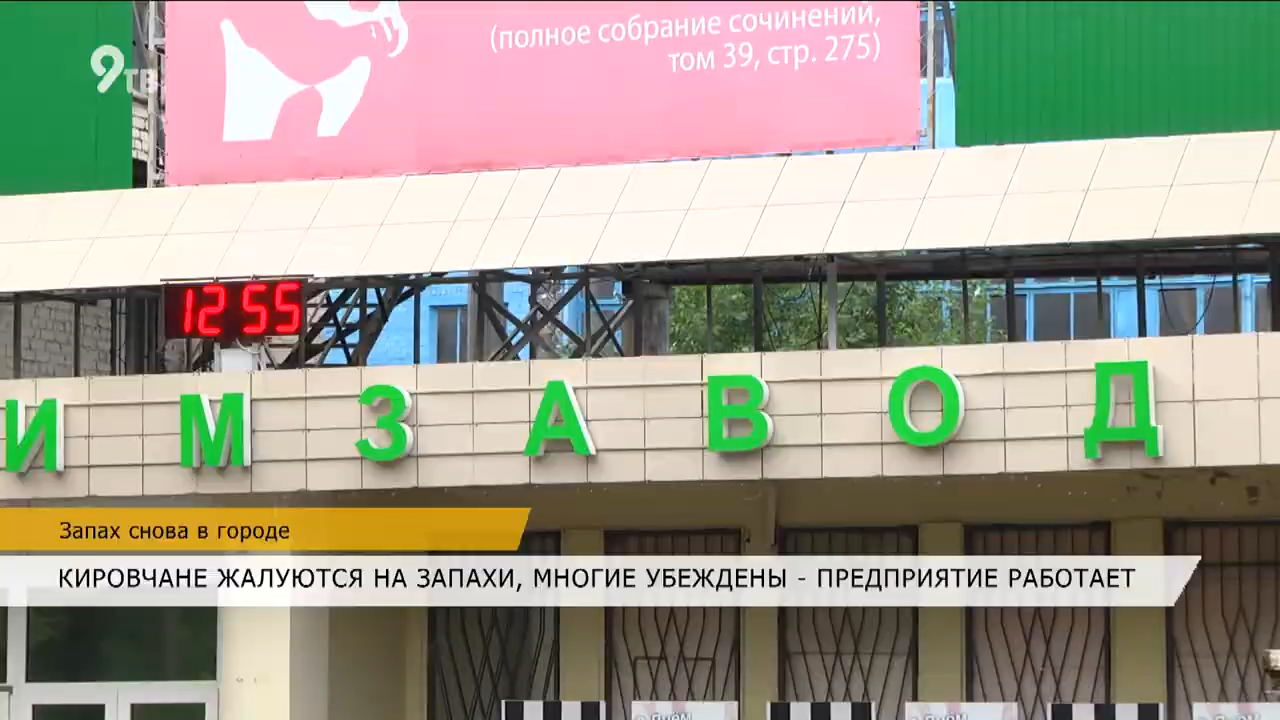 (полное собрание сочинений,
том 39, стр. 275)
9ТВ
12 55
ИМЗАВОД
Запах снова в городе
КИРОВЧАНЕ ЖАЛУЮТСЯ НА ЗАПАХИ, МНОГИЕ УБЕЖДЕНЫ - ПРЕДПРИЯТИЕ РАБОТАЕТ